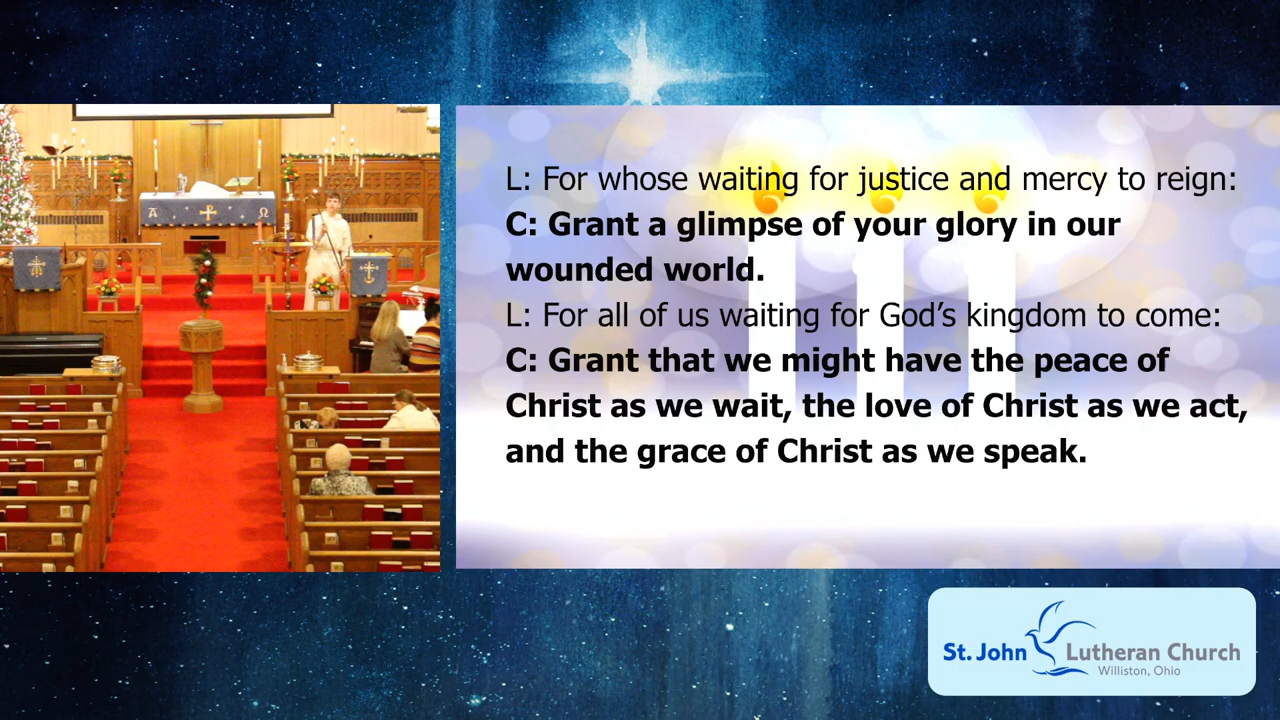 L: For whose waiting for justice and mercy to reign:
C: Grant a glimpse of your glory in our
wounded world.
L: For all of us waiting for God's kingdom to come:
C: Grant that we might have the peace of
Christ as we wait, the love of Christ as we act,
and the grace of Christ as we speak.
St. John Lutheran Church
Williston, Ohio